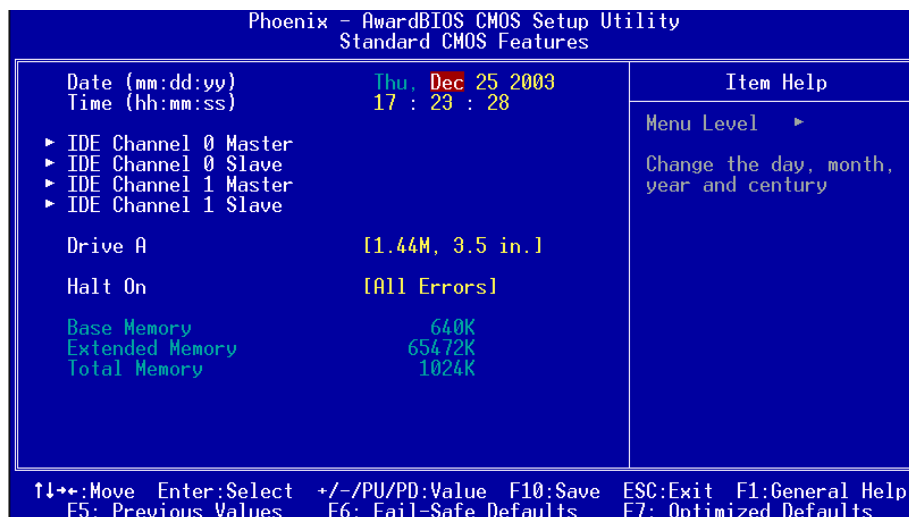 Phoenix - AwardBIOS CMOS Setup Utility
Standard CMOS Features
Date (mm:dd:yy) Thu, Dec 25 2003
Time (hh:mm:ss) 17 : 23 : 28
► IDE Channel 0 Master
► IDE Channel 0 Slave
► IDE Channel 1 Master
► IDE Channel 1 Slave
Drive A [1.44M, 3.5 in.]
Halt On [All Errors]
Base Memory 640K
Extended Memory 65472K
Total Memory 1024K
Item Help
Menu Level ►
Change the day, month,
year and century
↑↓→←:Move Enter:Select +/-/PU/PD:Value F10:Save ESC:Exit F1:General Help
F5: Previous Values F6: Fail-Safe Defaults F7: Optimized Defaults